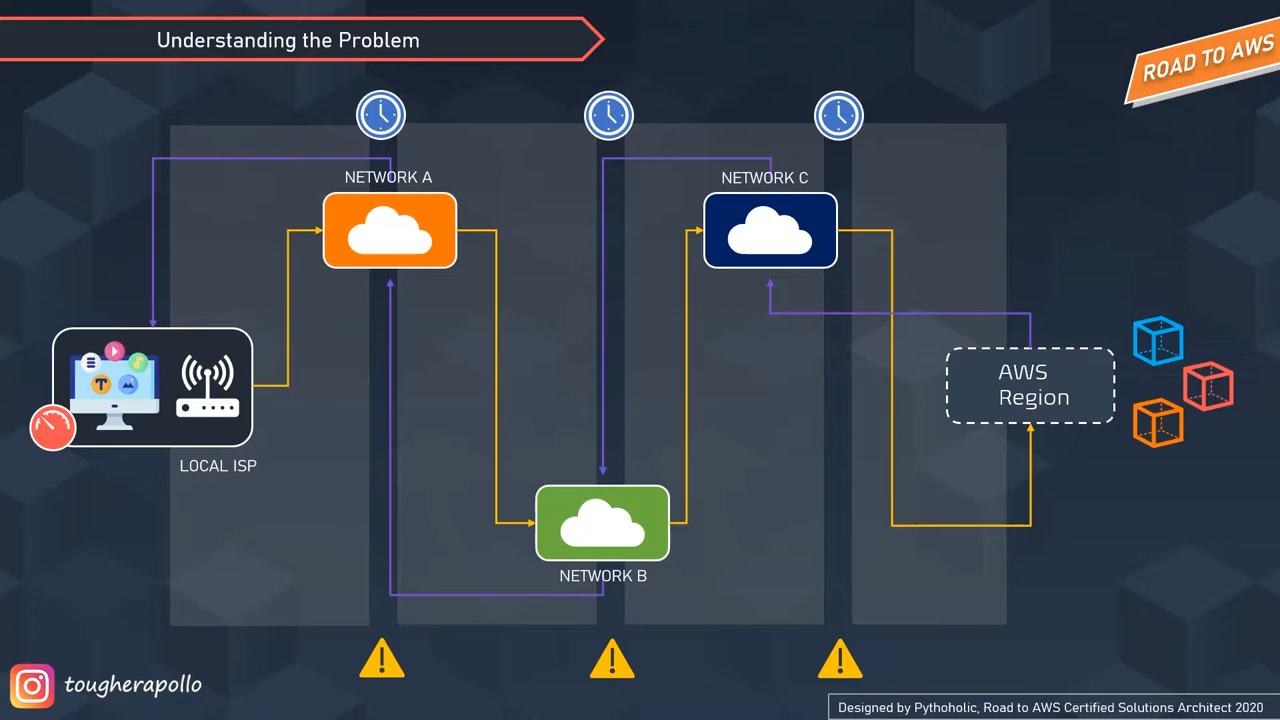 Understanding the Problem
ROAD TO AWS
NETWORK A
NETWORK C
AWS
Region
LOCAL ISP
NETWORK B
tougherapollo
Designed by Pythoholic, Road to AWS Certified Solutions Architect 2020